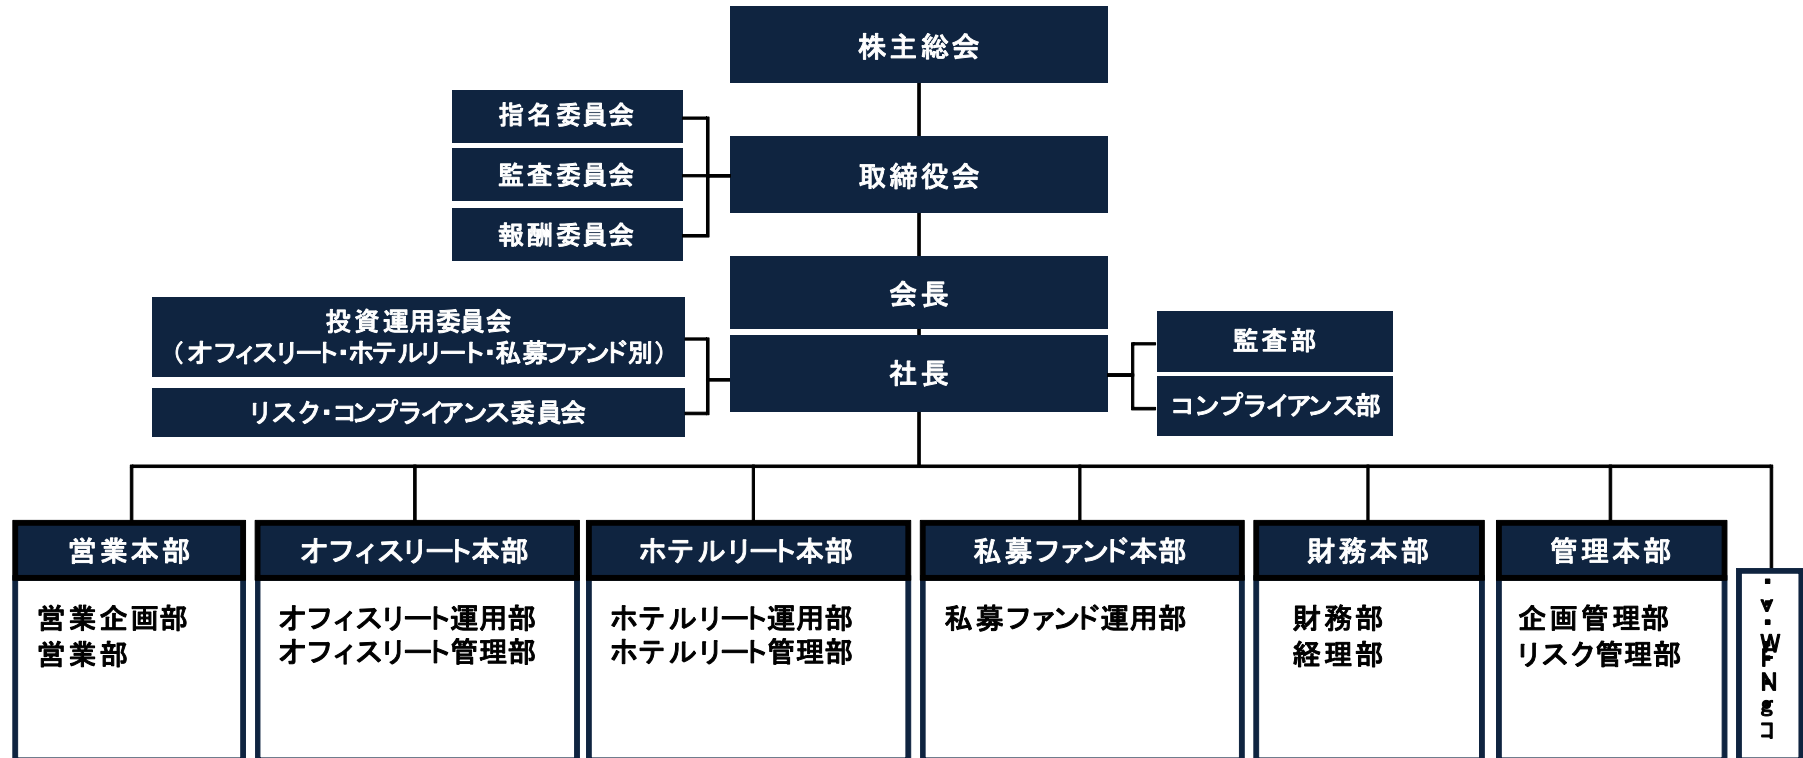 株主総会
指名委員会
監査委員会
報酬委員会
取締役会
会長
投資運用委員会
（オフィスリート・ホテルリート・私募ファンド別）
リスク・コンプライアンス委員会
社長
監査部
コンプライアンス部
営業本部
営業企画部
営業部
オフィスリート本部
オフィスリート運用部
オフィスリート管理部
ホテルリート本部
ホテルリート運用部
ホテルリート管理部
私募ファンド本部
私募ファンド運用部
財務本部
財務部
経理部
管理本部
企画管理部
リスク管理部